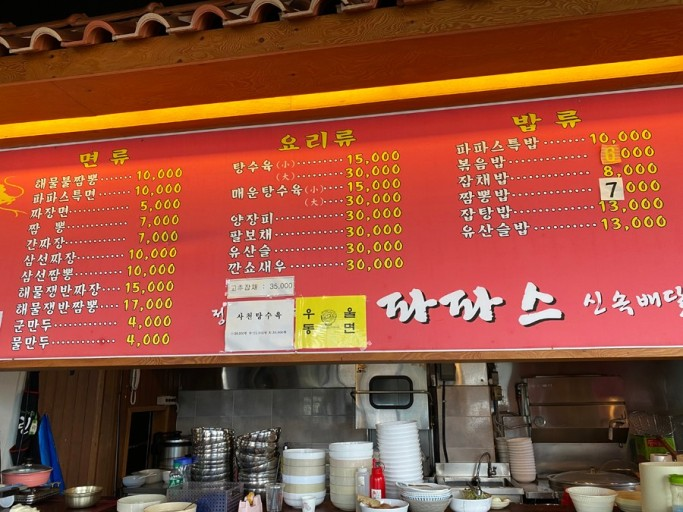 면 류
해물불짬뽕 10,000
파파스특면 10,000
짜장면 5,000
짬 뽕 7,000
간짜장 7,000
삼선짜장 10,000
삼선짬뽕 10,000
해물쟁반짜장 15,000
해물쟁반짬뽕 17,000
군만두 4,000
물만두 4,000
요 리 류
탕수육(小) 15,000
(大) 30,000
매운탕수육(小) 15,000
(大) 30,000
양장피 30,000
팔보채 30,000
유산슬 30,000
깐쇼새우 30,000
고추잡채 : 35,000
사천탕수육
우 울
동 면
밥 류
파파스특밥 10,000
볶음밥 8,000
잡채밥 8,000
짬뽕밥 7,000
잡탕밥 13,000
유산슬밥 13,000
파파스 신속배달